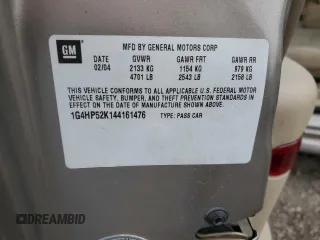 GM
MFD BY GENERAL MOTORS CORP
DATE GVWR GAWR FRT GAWR RR
02/04 2133 KG 1154 KG 979 KG
4701 LB 2543 LB 2158 LB
THIS VEHICLE CONFORMS TO ALL APPLICABLE U.S. FEDERAL MOTOR
VEHICLE SAFETY, BUMPER, AND THEFT PREVENTION STANDARDS
IN EFFECT ON THE DATE OF MANUFACTURE SHOWN ABOVE.
1G4HP52K144161476 TYPE: PASS CAR
DREAMBID